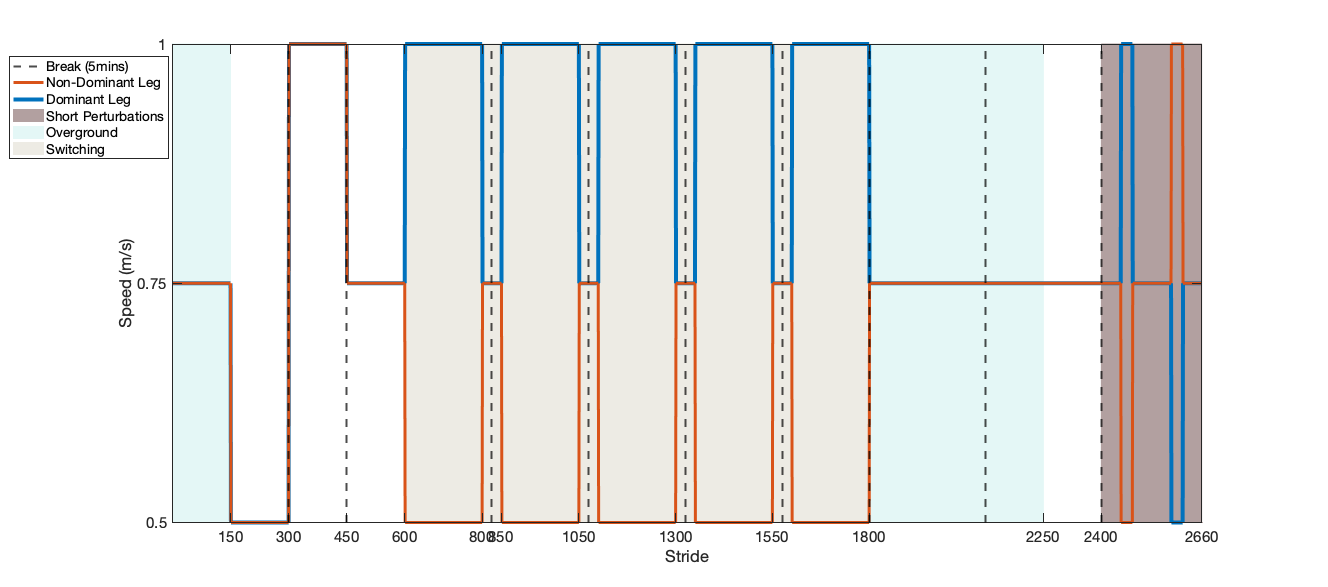 1
Break (5mins)
Non-Dominant Leg
Dominant Leg
Short Perturbations
Overground
Switching
Speed (m/s)
0.75
0.5
150 300 450 600 800 850 1050 1300 1550 1800 2250 2400 2660
Stride